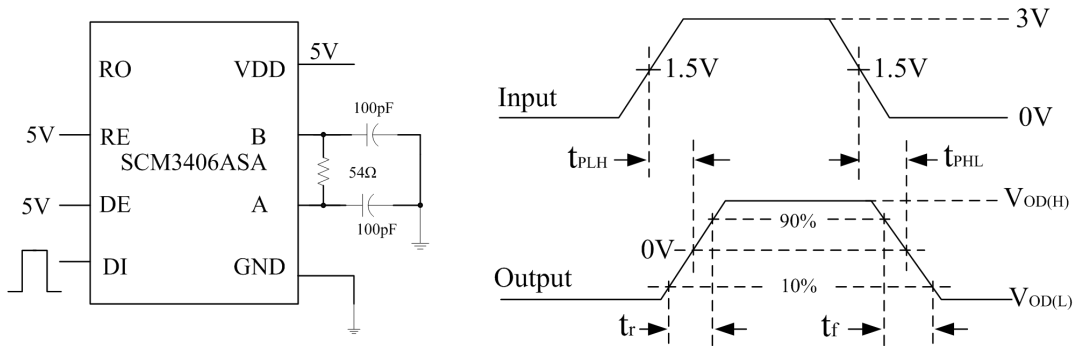 RO
VDD
5V
100pF
5V
RE
B
SCM3406ASA
54Ω
5V
DE
A
100pF
DI
GND
3V
1.5V
1.5V
Input
0V
tPLH
tPHL
VOD(H)
90%
0V
Output
10%
VOD(L)
tr
tf